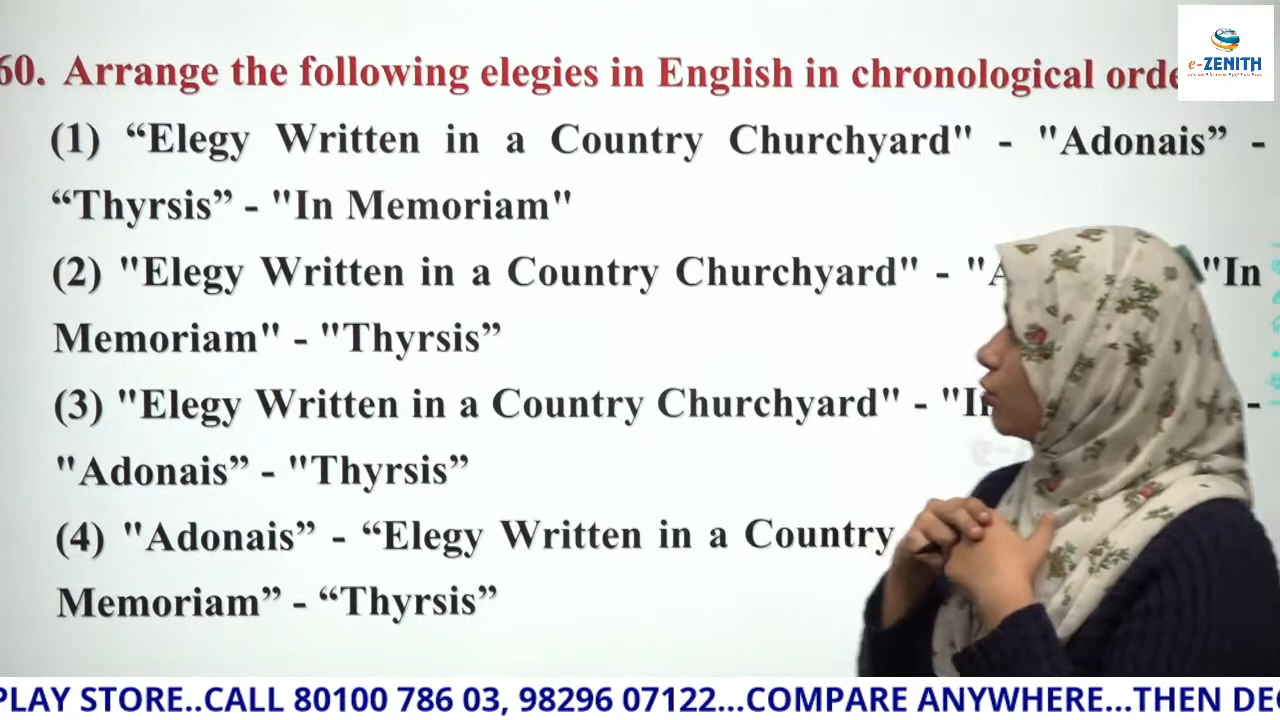 60. Arrange the following elegies in English in chronological orde
(1) “Elegy Written in a Country Churchyard" - "Adonais” -
“Thyrsis” - "In Memoriam"
(2) "Elegy Written in a Country Churchyard" - "A "In
Memoriam" - "Thyrsis”
(3) "Elegy Written in a Country Churchyard" - "In -
"Adonais” - "Thyrsis”
(4) "Adonais” - “Elegy Written in a Country
Memoriam” - “Thyrsis”
e-ZENITH
PLAY STORE..CALL 80100 786 03, 98296 07122...COMPARE ANYWHERE...THEN DEC